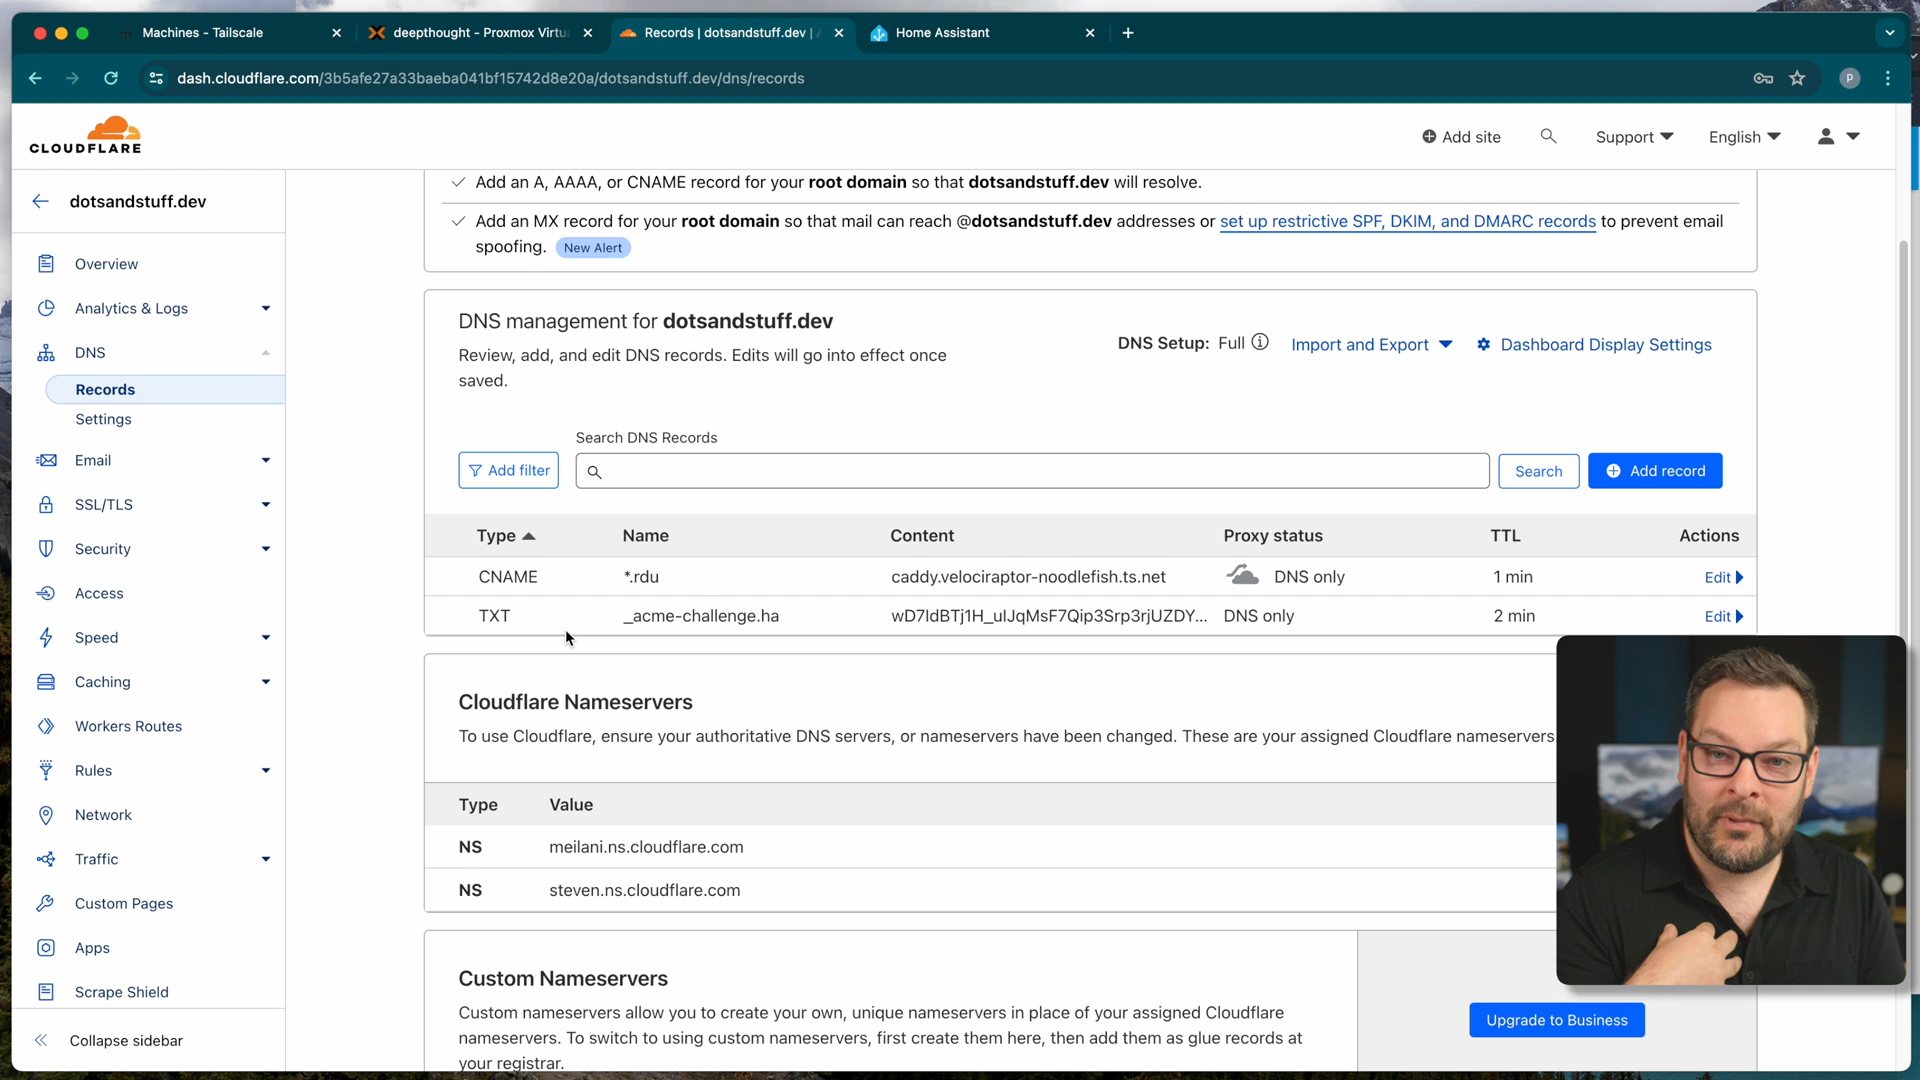 Machines - Tailscale
deepthought - Proxmox Virtu
Records | dotsandstuff.dev |
Home Assistant
dash.cloudflare.com/3b5afe27a33baeba041bf15742d8e20a/dotsandstuff.dev/dns/records
P
CLOUDFLARE
Add site
Support
English
dotsandstuff.dev
Overview
Analytics & Logs
DNS
Records
Settings
Email
SSL/TLS
Security
Access
Speed
Caching
Workers Routes
Rules
Network
Traffic
Custom Pages
Apps
Scrape Shield
Collapse sidebar
Add an A, AAAA, or CNAME record for your root domain so that dotsandstuff.dev will resolve.
Add an MX record for your root domain so that mail can reach @dotsandstuff.dev addresses or set up restrictive SPF, DKIM, and DMARC records to prevent email
spoofing. New Alert
DNS management for dotsandstuff.dev
Review, add, and edit DNS records. Edits will go into effect once
saved.
DNS Setup: Full
Import and Export
Dashboard Display Settings
Search DNS Records
Add filter
Search
Add record
Type Name Content Proxy status TTL Actions
CNAME *.rdu caddy.velociraptor-noodlefish.ts.net DNS only 1 min Edit
TXT _acme-challenge.ha wD7IdBTj1H_ulJqMsF7Qip3Srp3rjUZDY... DNS only 2 min Edit
Cloudflare Nameservers
To use Cloudflare, ensure your authoritative DNS servers, or nameservers have been changed. These are your assigned Cloudflare nameservers
Type Value
NS meilani.ns.cloudflare.com
NS steven.ns.cloudflare.com
Custom Nameservers
Custom nameservers allow you to create your own, unique nameservers in place of your assigned Cloudflare
nameservers. To switch to using custom nameservers, first create them here, then add them as glue records at
your registrar.
Upgrade to Business